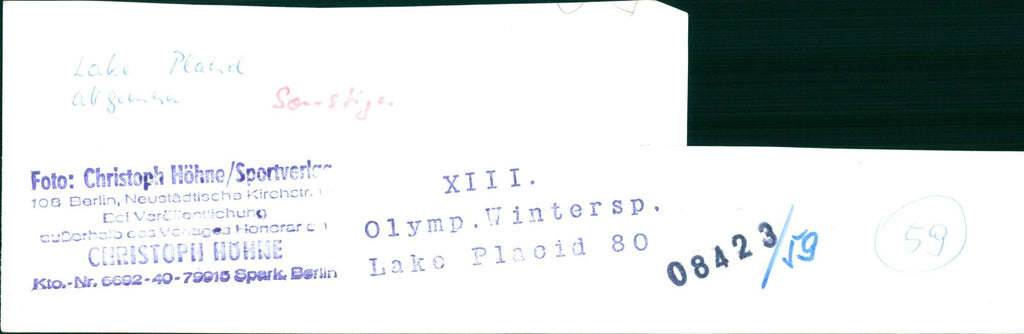 Lake Placid
allgemein
Sonstiges
Foto: Christoph Höhne/Sportverlag
108 Berlin, Neustädtische Kirchstr.
Bei Veröffentlichung
außerhalb des Verlages Honorar an
CHRISTOPH HÖHNE
Kto.-Nr. 6652-40-79915 Spark. Berlin
XIII.
Olymp.Wintersp.
Lake Placid 80
08423/59
59